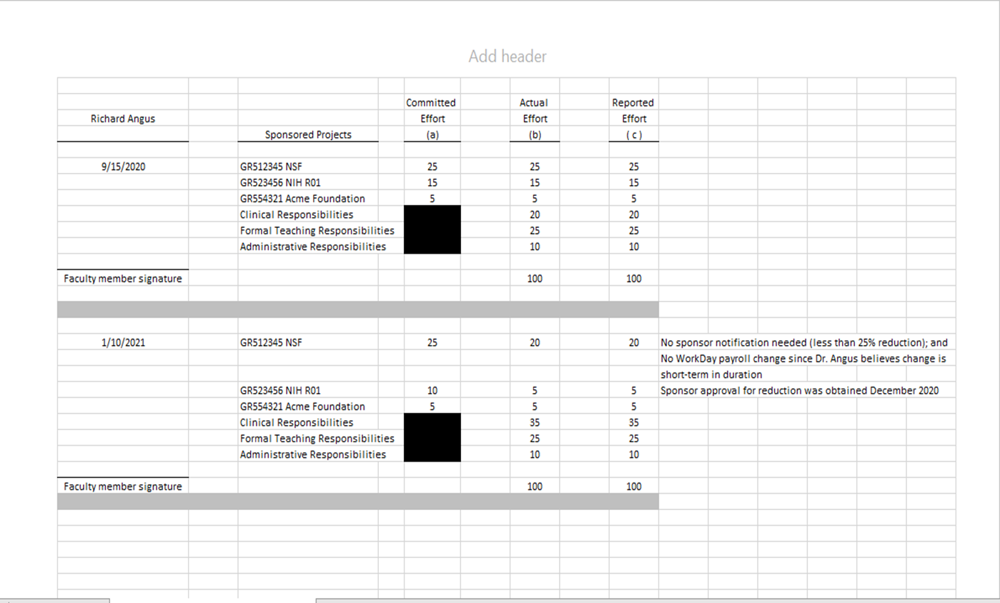 Add header
Committed Actual Reported
Richard Angus Effort Effort Effort
Sponsored Projects (a) (b) ( c )
9/15/2020 GR512345 NSF 25 25 25
GR523456 NIH R01 15 15 15
GR554321 Acme Foundation 5 5 5
Clinical Responsibilities 20 20
Formal Teaching Responsibilities 25 25
Administrative Responsibilities 10 10
Faculty member signature 100 100
1/10/2021 GR512345 NSF 25 20 20 No sponsor notification needed (less than 25% reduction); and
No WorkDay payroll change since Dr. Angus believes change is
short-term in duration
GR523456 NIH R01 10 5 5 Sponsor approval for reduction was obtained December 2020
GR554321 Acme Foundation 5 5 5
Clinical Responsibilities 35 35
Formal Teaching Responsibilities 25 25
Administrative Responsibilities 10 10
Faculty member signature 100 100